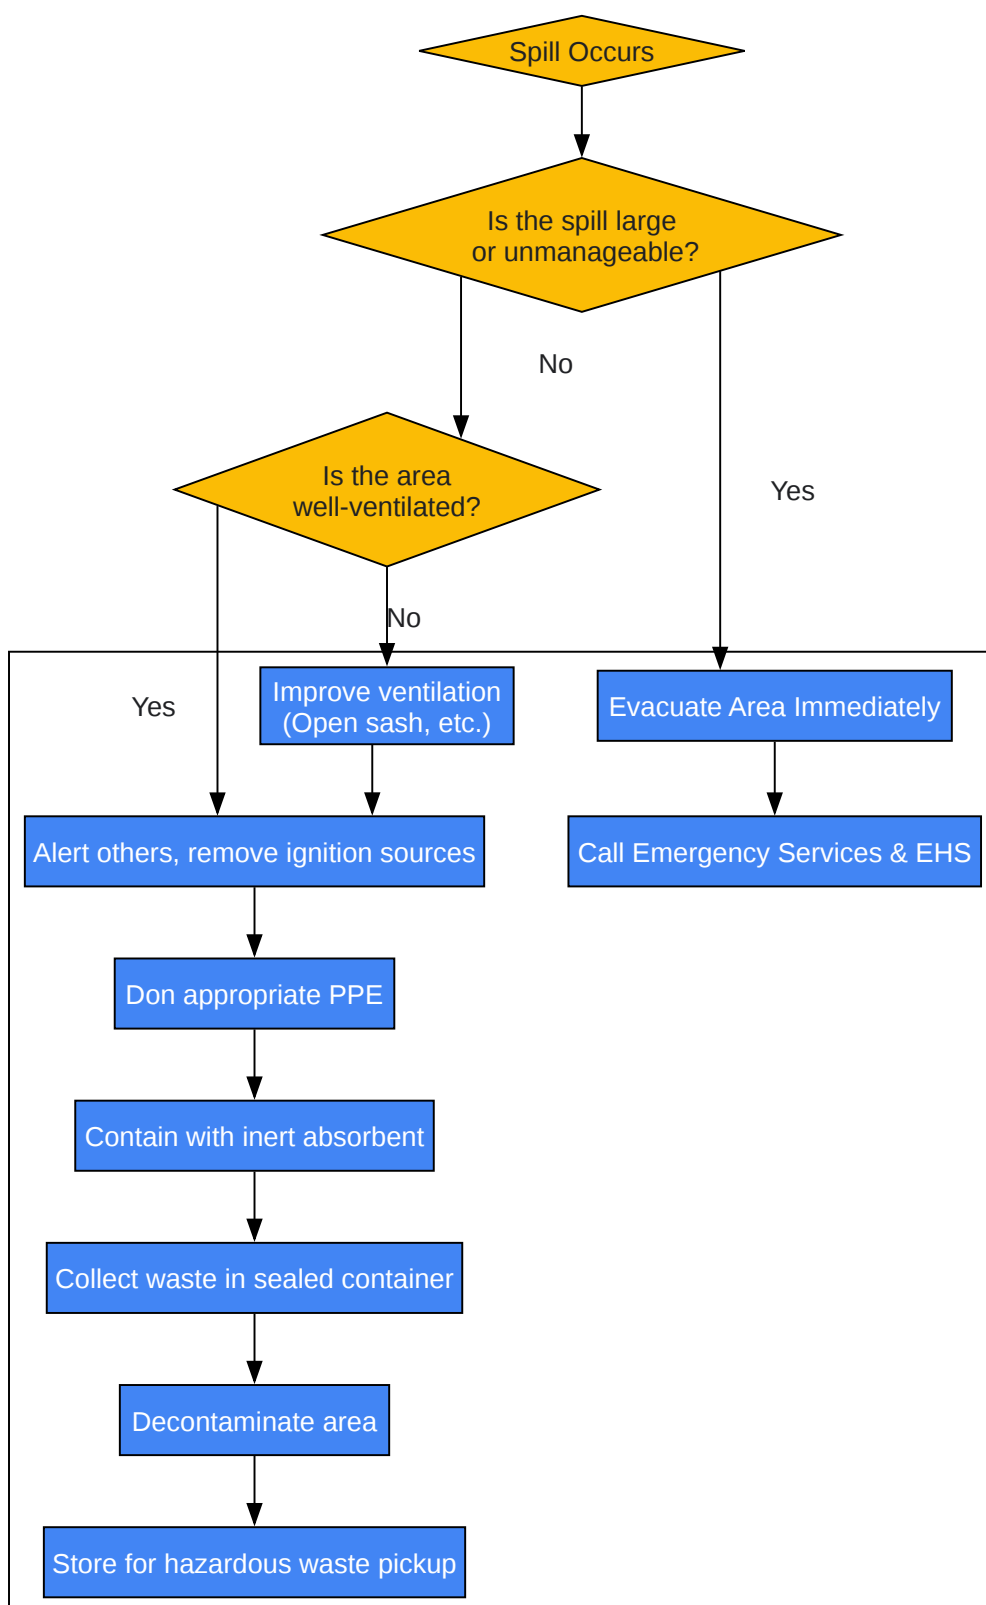 Spill Occurs
Is the spill large
or unmanageable?
No
Is the area
well-ventilated?
Yes
No
Improve ventilation
(Open sash, etc.)
Yes
Evacuate Area Immediately
Alert others, remove ignition sources
Call Emergency Services & EHS
Don appropriate PPE
Contain with inert absorbent
Collect waste in sealed container
Decontaminate area
Store for hazardous waste pickup